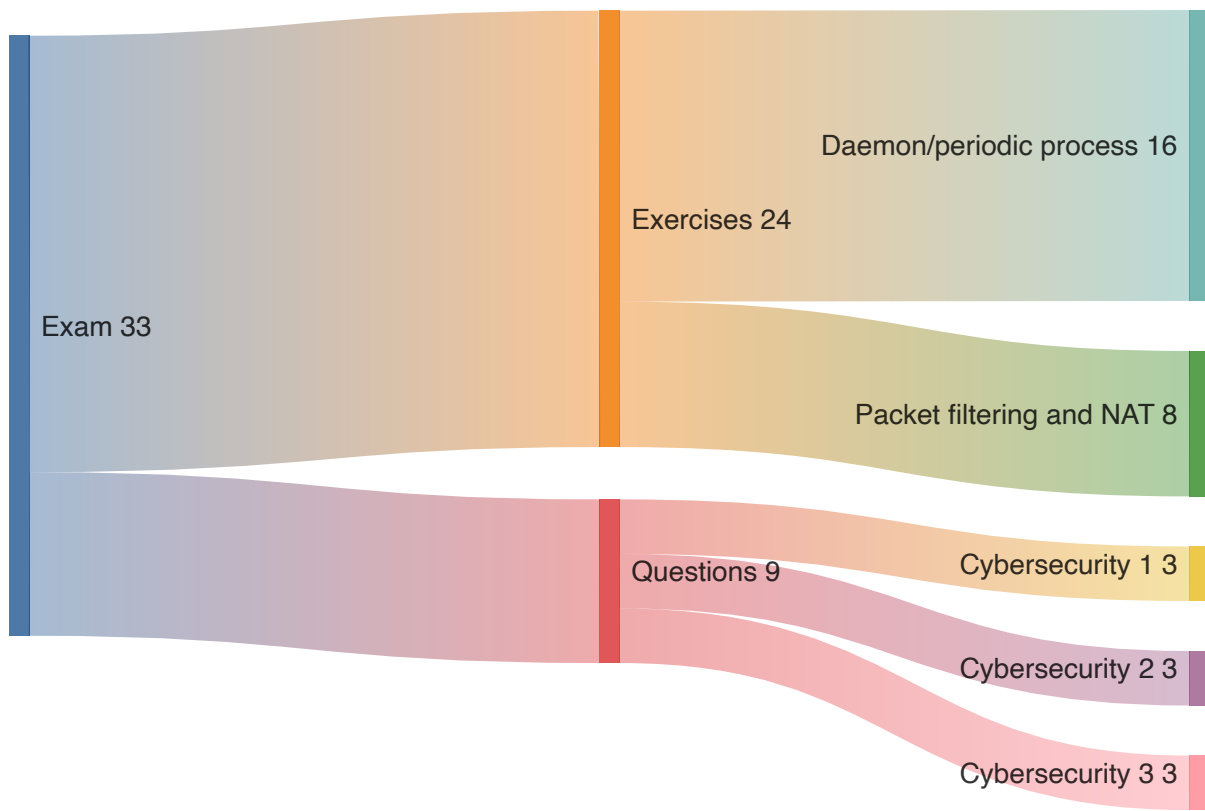 Daemon/periodic process 16
Exercises 24
Exam 33
Packet filtering and NAT 8
Cybersecurity 1 3
Questions 9
Cybersecurity 2 3
Cybersecurity 3 3